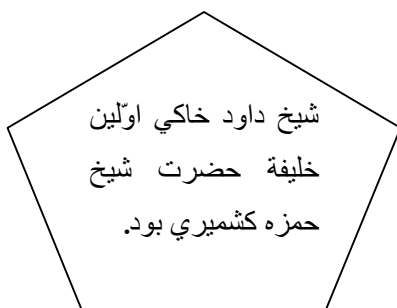 شيخ داود خاكي اوّلين
خليفة حضرت شيخ
حمزه كشميري بود.